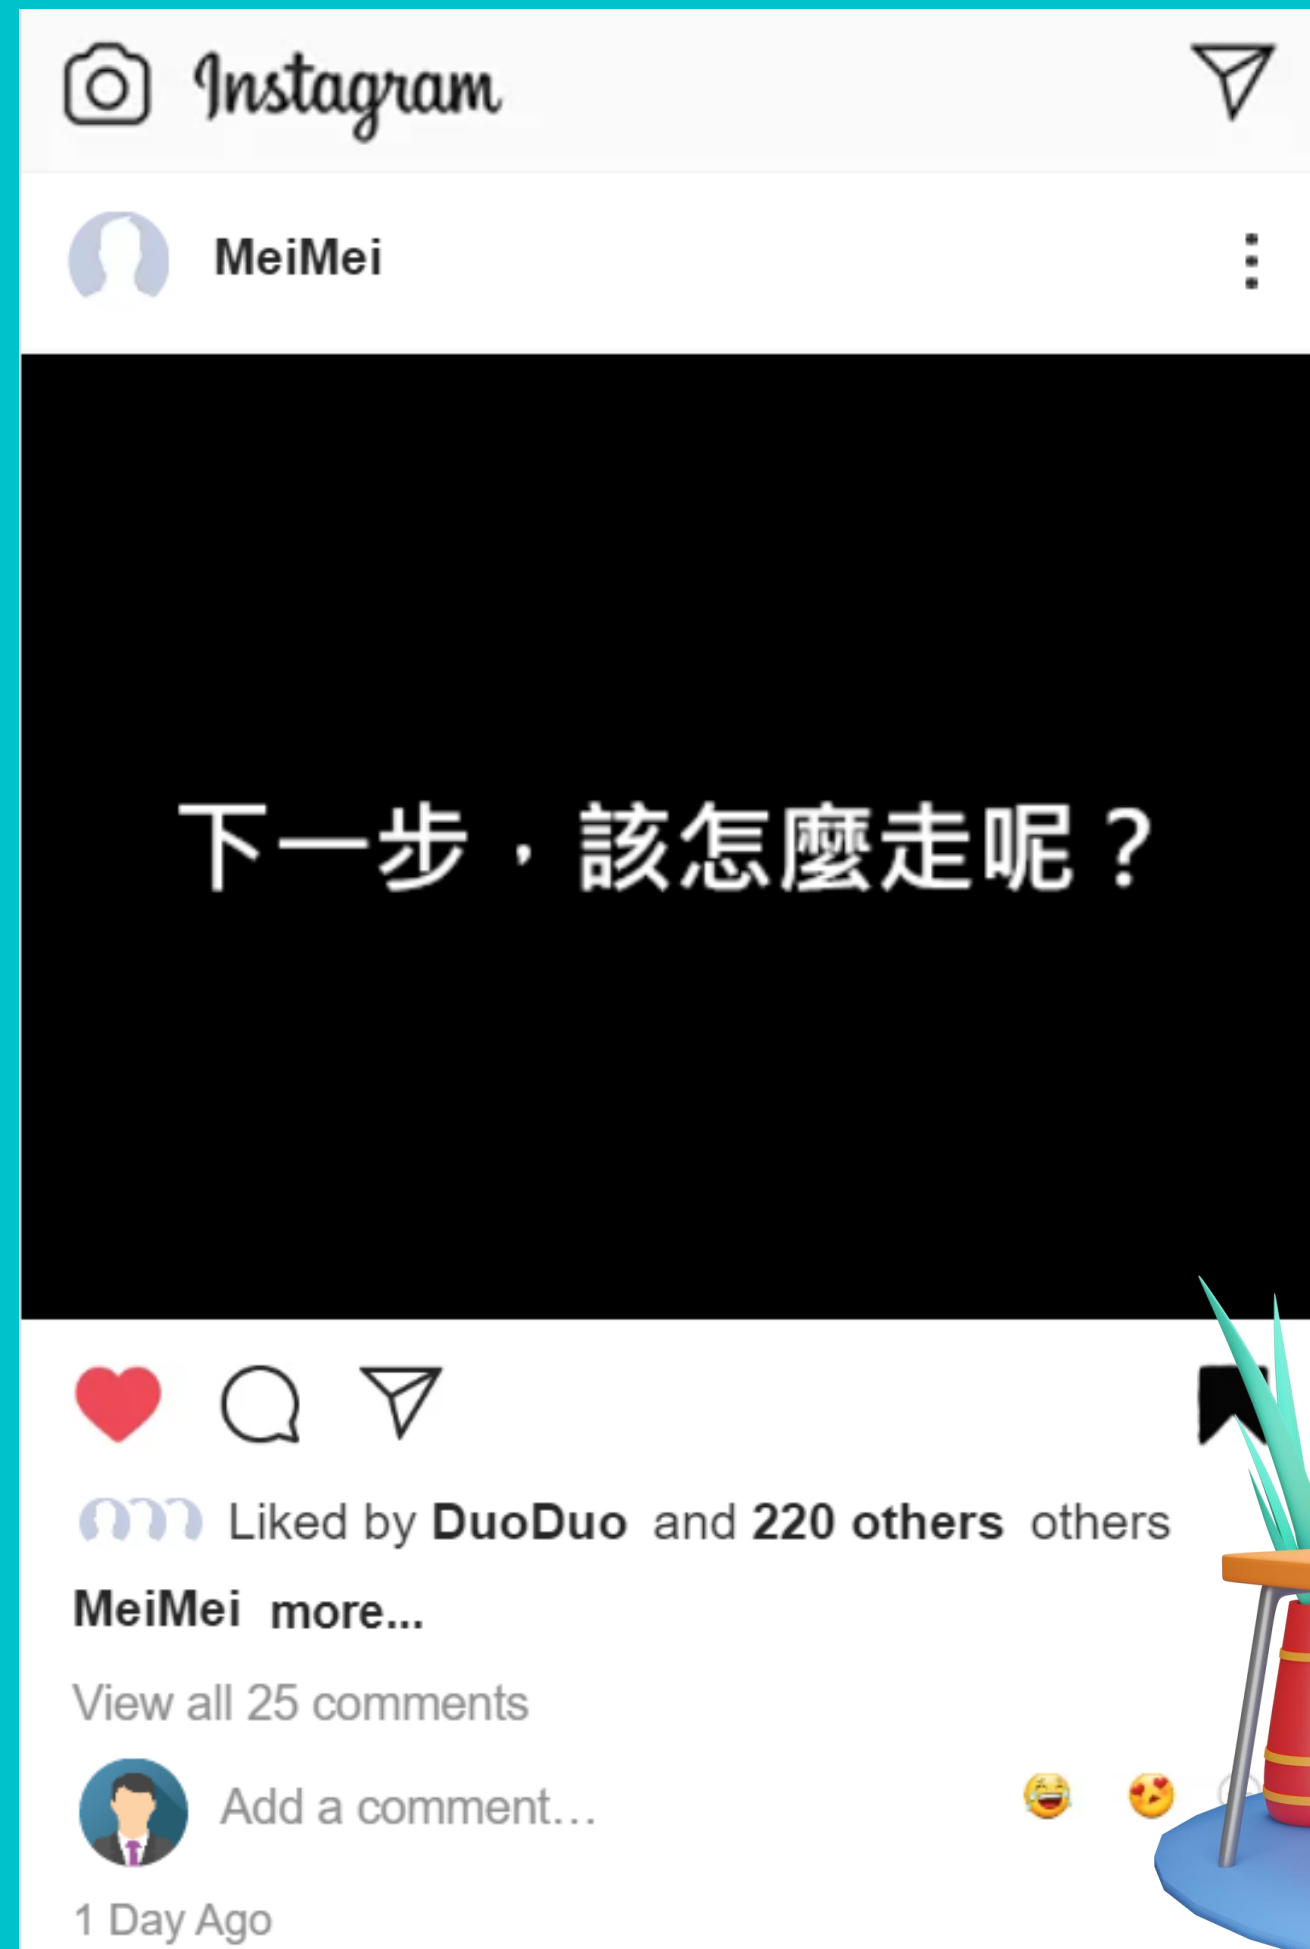 Instagram
MeiMei
下一步，該怎麼走呢？
Liked by DuoDuo and 220 others others
MeiMei more...
View all 25 comments
Add a comment...
1 Day Ago